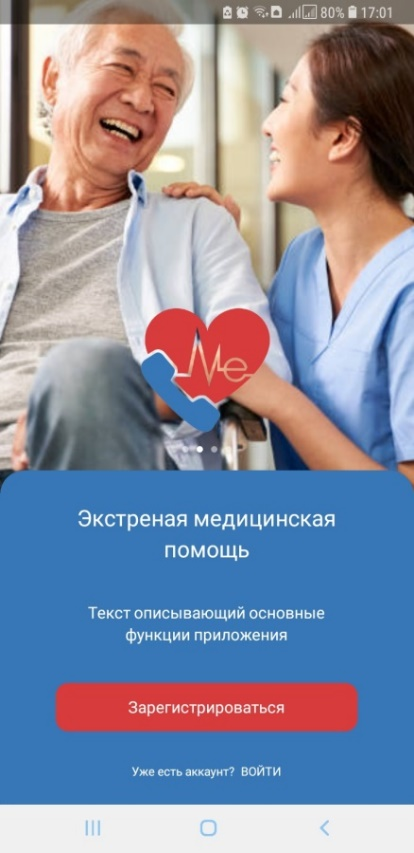 80% 17:01
Me
Экстреная медицинская
помощь
Текст описывающий основные
функции приложения
Зарегистрироваться
Уже есть аккаунт? ВОЙТИ